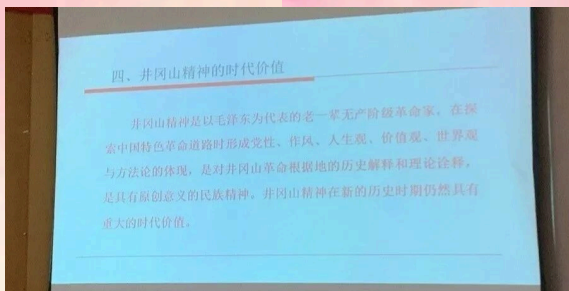 四、井冈山精神的时代价值
井冈山精神是以毛泽东为代表的老一辈无产阶级革命家，在探
索中国特色革命道路时形成党性、作风、人生观、价值观、世界观
与方法论的体现，是对井冈山革命根据地的历史解释和理论诠释，
是具有原创意义的民族精神。井冈山精神在新的历史时期仍然具有
重大的时代价值。